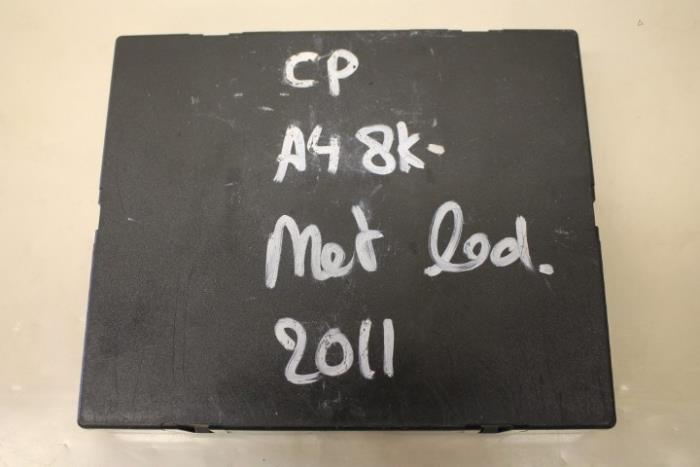 CP
A4 8K-
Met led.
2011